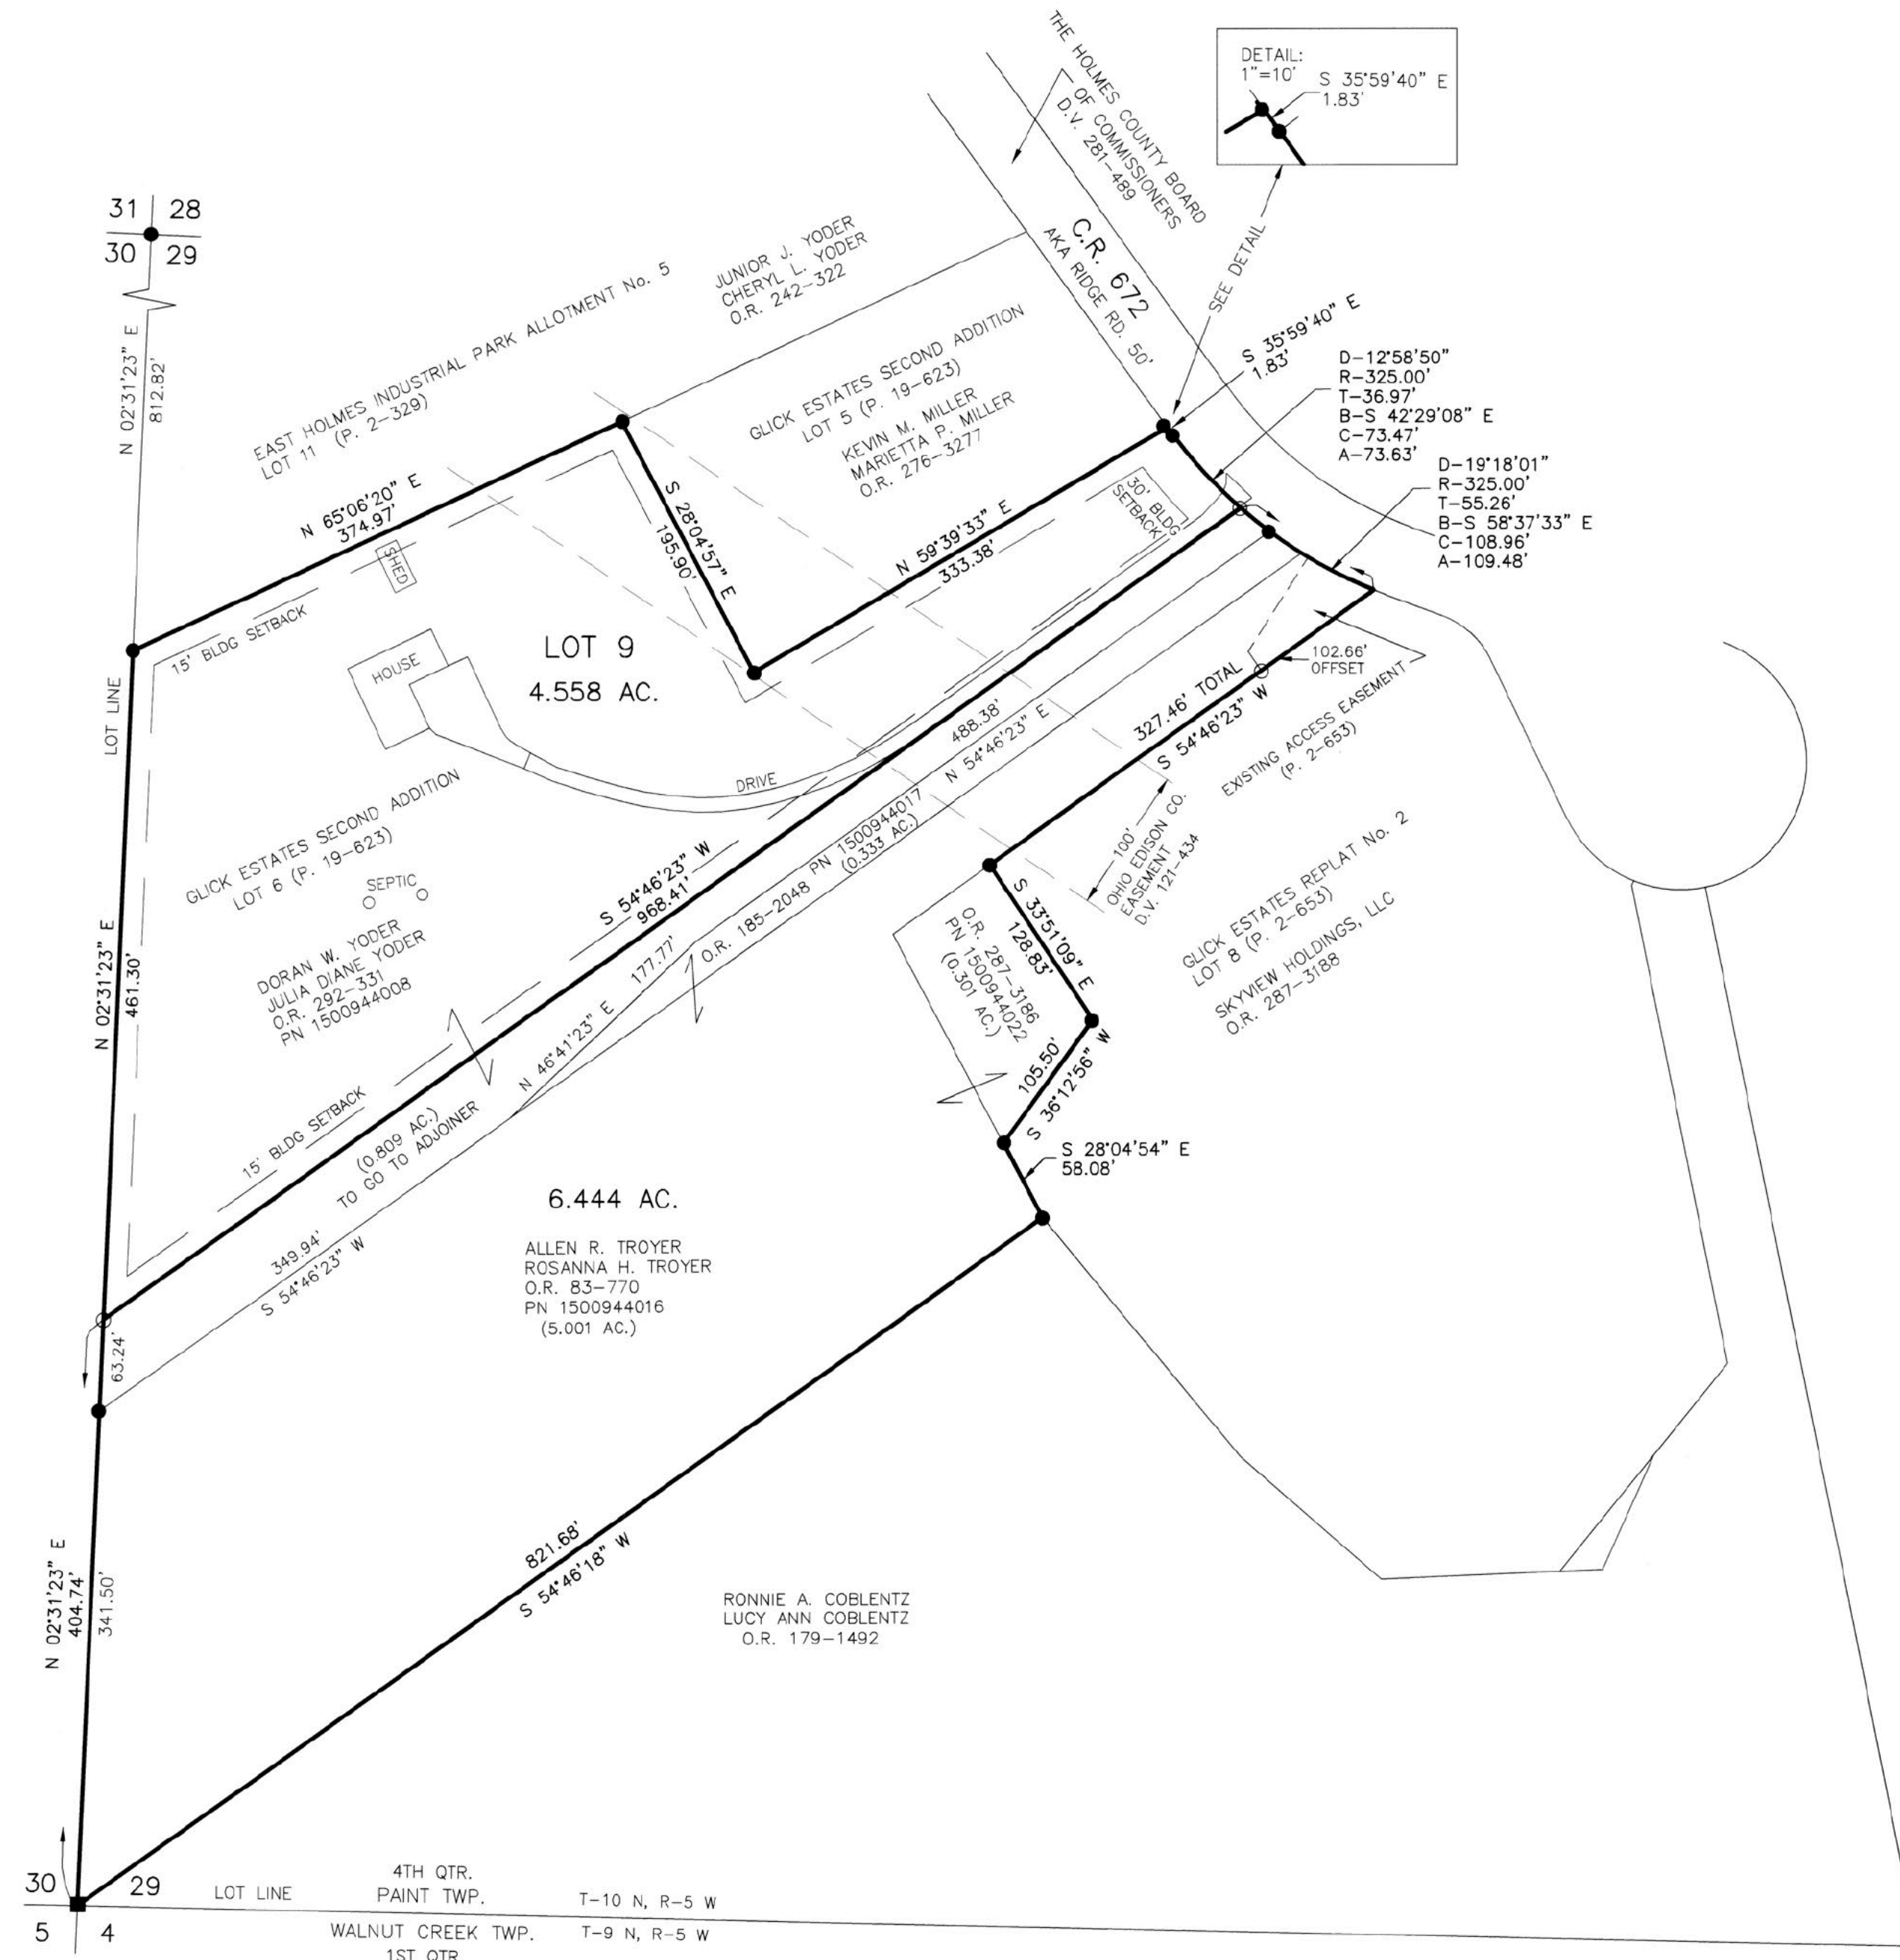 THE HOLMES COUNTY BOARD
OF COMMISSIONERS
D.V. 281-489
DETAIL:
1"=10'
S 35°59'40" E
1.83'
31
28
30
29
N 02°31'23" E
812.82'
EAST HOLMES INDUSTRIAL PARK ALLOTMENT No. 5
LOT 11 (P. 2-329)
JUNIOR J. YODER
CHERYL L. YODER
O.R. 242-322
C.R. 672
AKA RIDGE RD. 50'
SEE DETAIL
GLICK ESTATES SECOND ADDITION
LOT 5 (P. 19-623)
KEVIN M. MILLER
MARIETTA P. MILLER
O.R. 276-3277
S 35°59'40" E
1.83'
D-12°58'50"
R-325.00'
T-36.97'
B-S 42°29'08" E
C-73.47'
A-73.63'
D-19°18'01"
R-325.00'
T-55.26'
B-S 58°37'33" E
C-108.96'
A-109.48'
N 65°06'20" E
374.97'
SHED
S 28°04'57" E
195.90'
N 59°39'33" E
333.38'
30' BLDG
SETBACK
15' BLDG SETBACK
HOUSE
LOT 9
4.558 AC.
LOT LINE
DRIVE
488.38'
N 54°46'23" E
327.46' TOTAL
S 54°46'23" W
102.66'
OFFSET
EXISTING ACCESS EASEMENT
(P. 2-653)
100'
OHIO EDISON CO.
EASEMENT
D.V. 121-434
GLICK ESTATES SECOND ADDITION
LOT 6 (P. 19-623)
SEPTIC
DORAN W. YODER
JULIA DIANE YODER
O.R. 292-331
PN 1500944008
N 02°31'23" E
461.30'
S 54°46'23" W
968.41'
O.R. 185-2048 PN 1500944017
(0.333 AC.)
177.77'
N 46°41'23" E
S 33°51'09" E
128.83'
O.R. 287-3186
PN 1500944022
(0.301 AC.)
GLICK ESTATES REPLAT No. 2
LOT 8 (P. 2-653)
SKYVIEW HOLDINGS, LLC
O.R. 287-3188
105.50'
S 36°12'56" W
S 28°04'54" E
58.08'
15' BLDG SETBACK
(0.809 AC.)
TO GO TO ADJOINER
349.94'
S 54°46'23" W
63.24'
6.444 AC.
ALLEN R. TROYER
ROSANNA H. TROYER
O.R. 83-770
PN 1500944016
(5.001 AC.)
N 02°31'23" E
404.74'
341.50'
821.68'
S 54°46'18" W
RONNIE A. COBLENTZ
LUCY ANN COBLENTZ
O.R. 179-1492
30
29
LOT LINE
4TH QTR.
PAINT TWP.
T-10 N, R-5 W
5
4
WALNUT CREEK TWP.
T-9 N, R-5 W
1ST QTR.